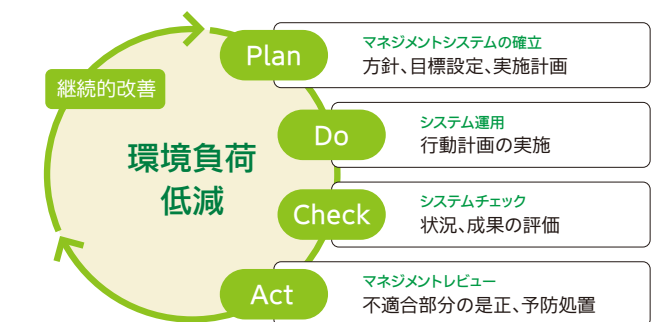 継続的改善
環境負荷
低減
Plan
マネジメントシステムの確立
方針、目標設定、実施計画
Do
システム運用
行動計画の実施
Check
システムチェック
状況、成果の評価
Act
マネジメントレビュー
不適合部分の是正、予防処置